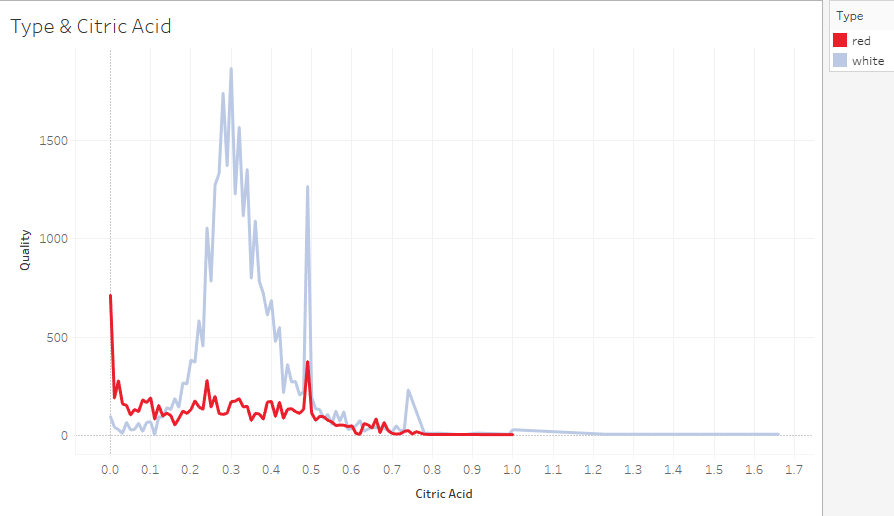 Type & Citric Acid
Type
red
white
1500
1000
500
0
Quality
0.0 0.1 0.2 0.3 0.4 0.5 0.6 0.7 0.8 0.9 1.0 1.1 1.2 1.3 1.4 1.5 1.6 1.7
Citric Acid